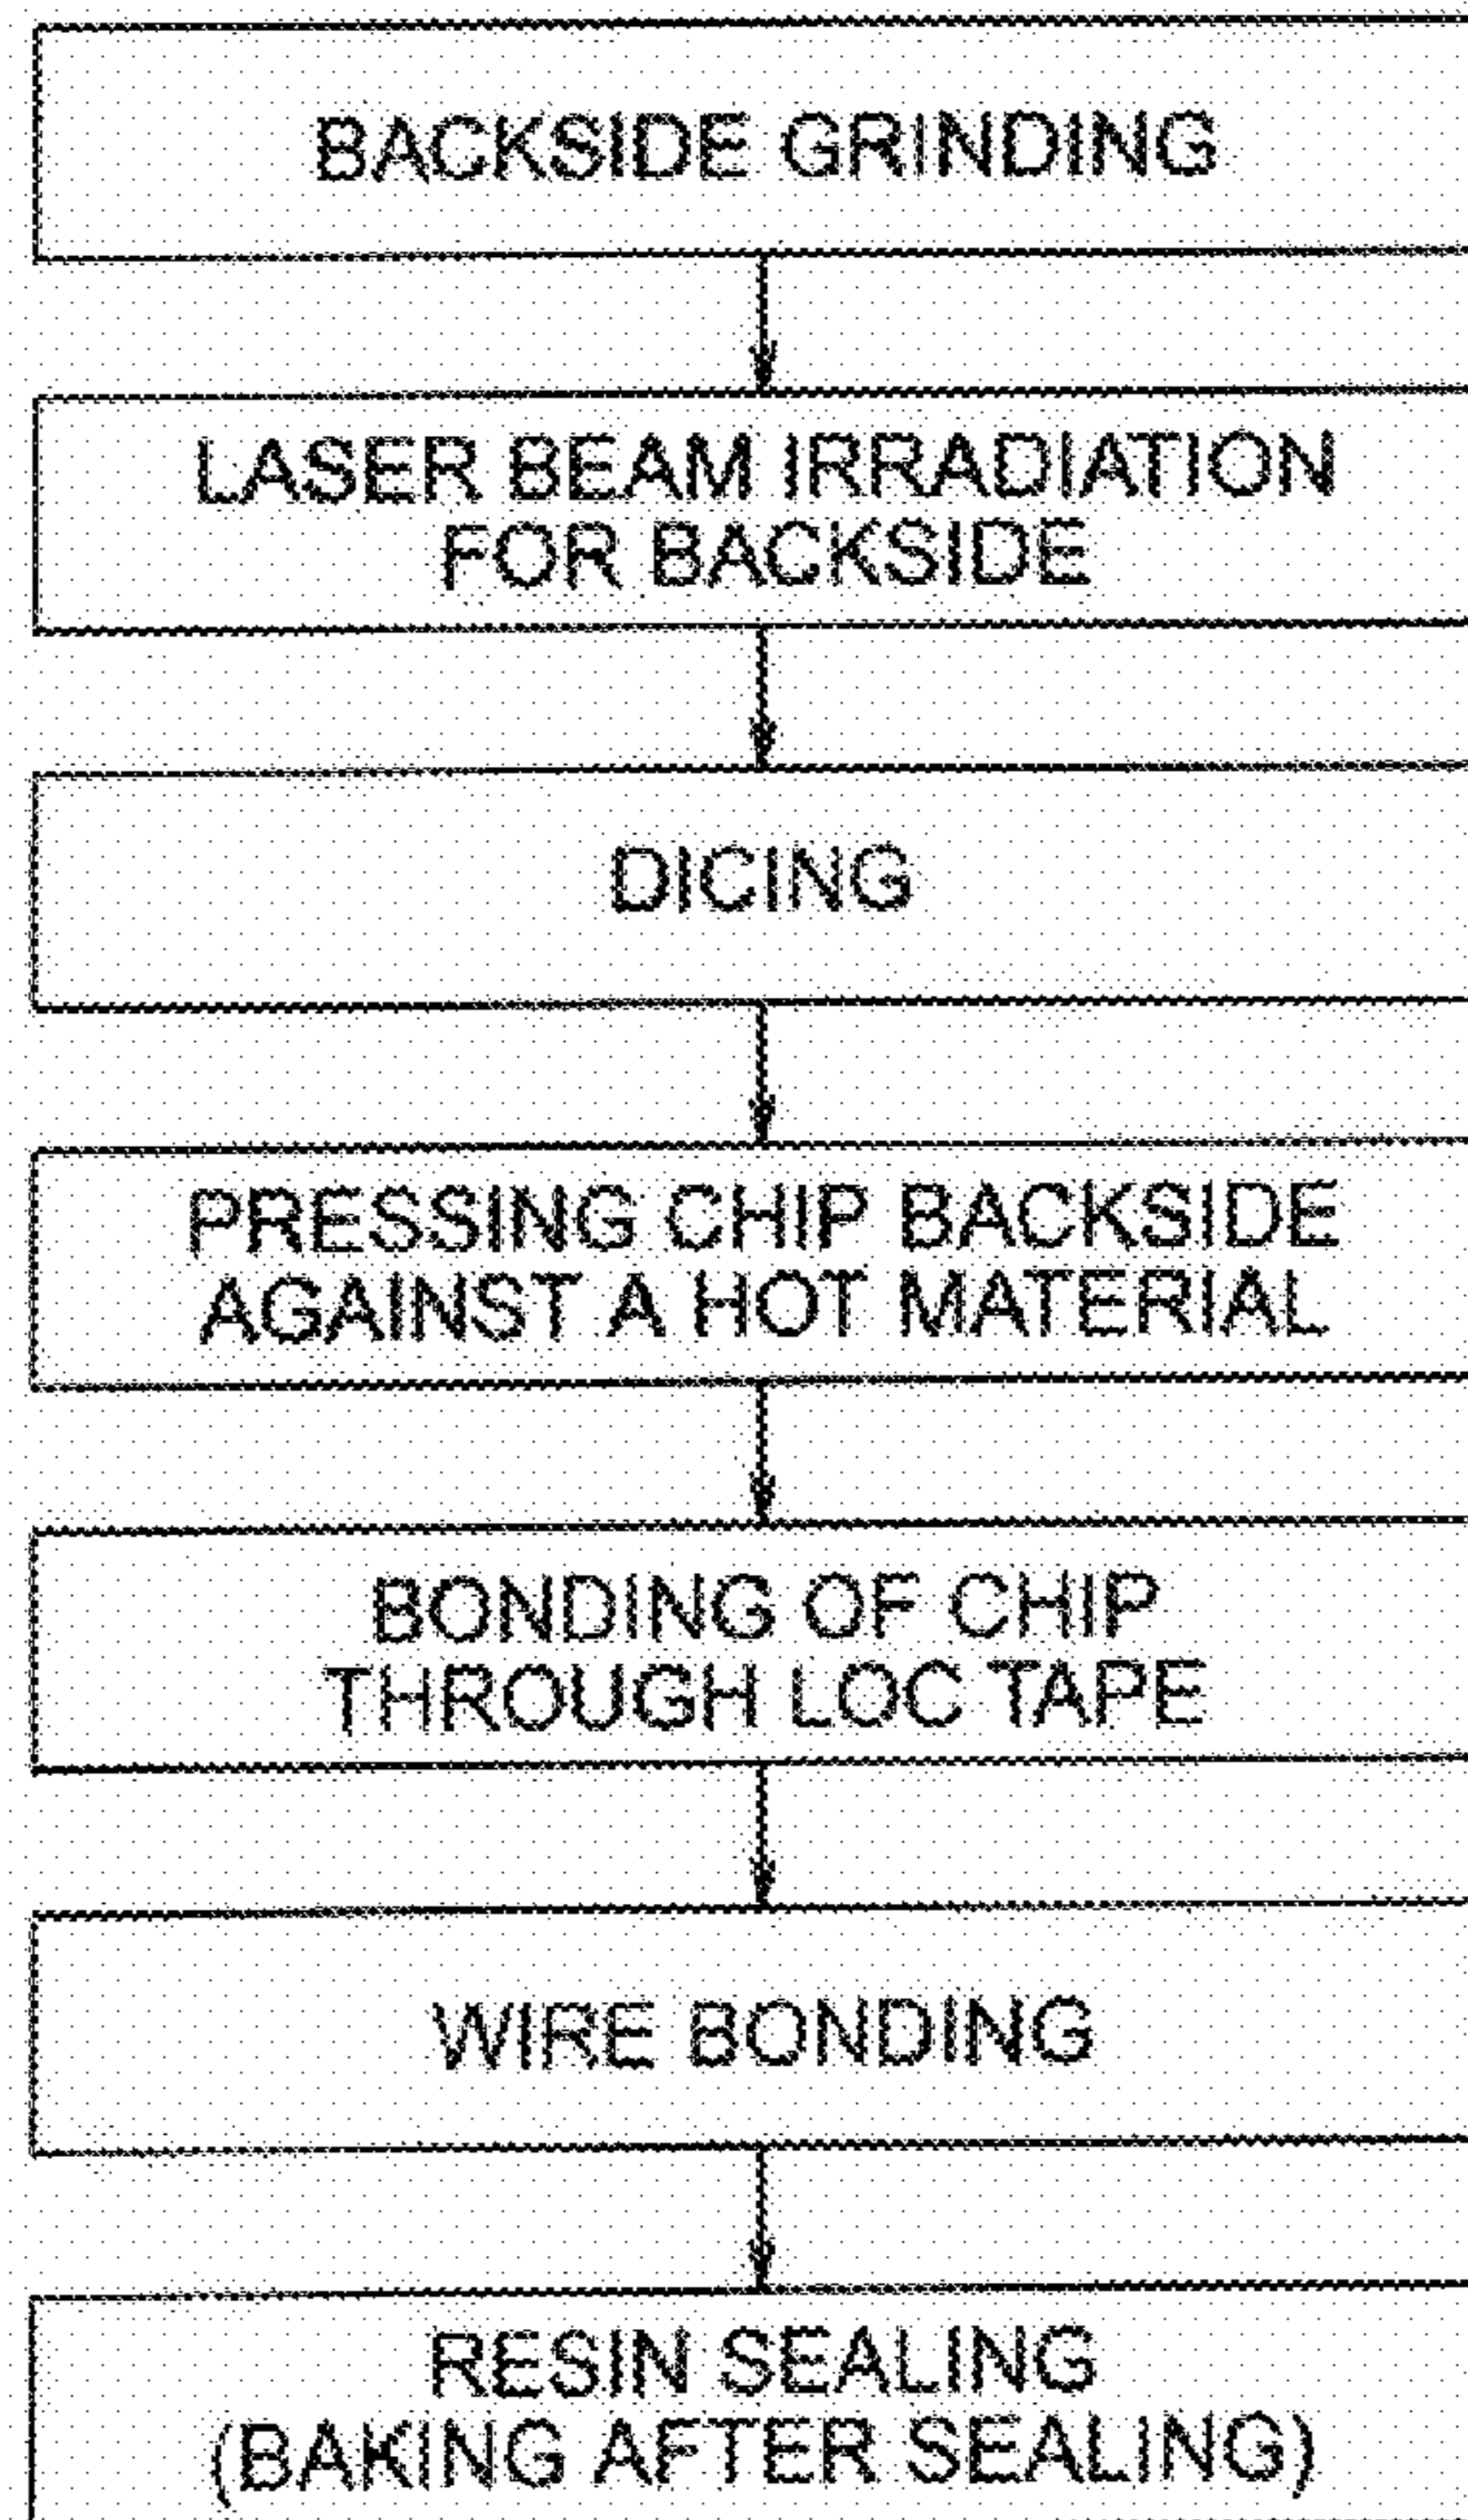 BACKSIDE GRINDING
LASER BEAM IRRADIATION
FOR BACKSIDE
DICING
PRESSING CHIP BACKSIDE
AGAINST A HOT MATERIAL
BONDING OF CHIP
THROUGH LOC TAPE
WIRE BONDING
RESIN SEALING
(BAKING AFTER SEALING)